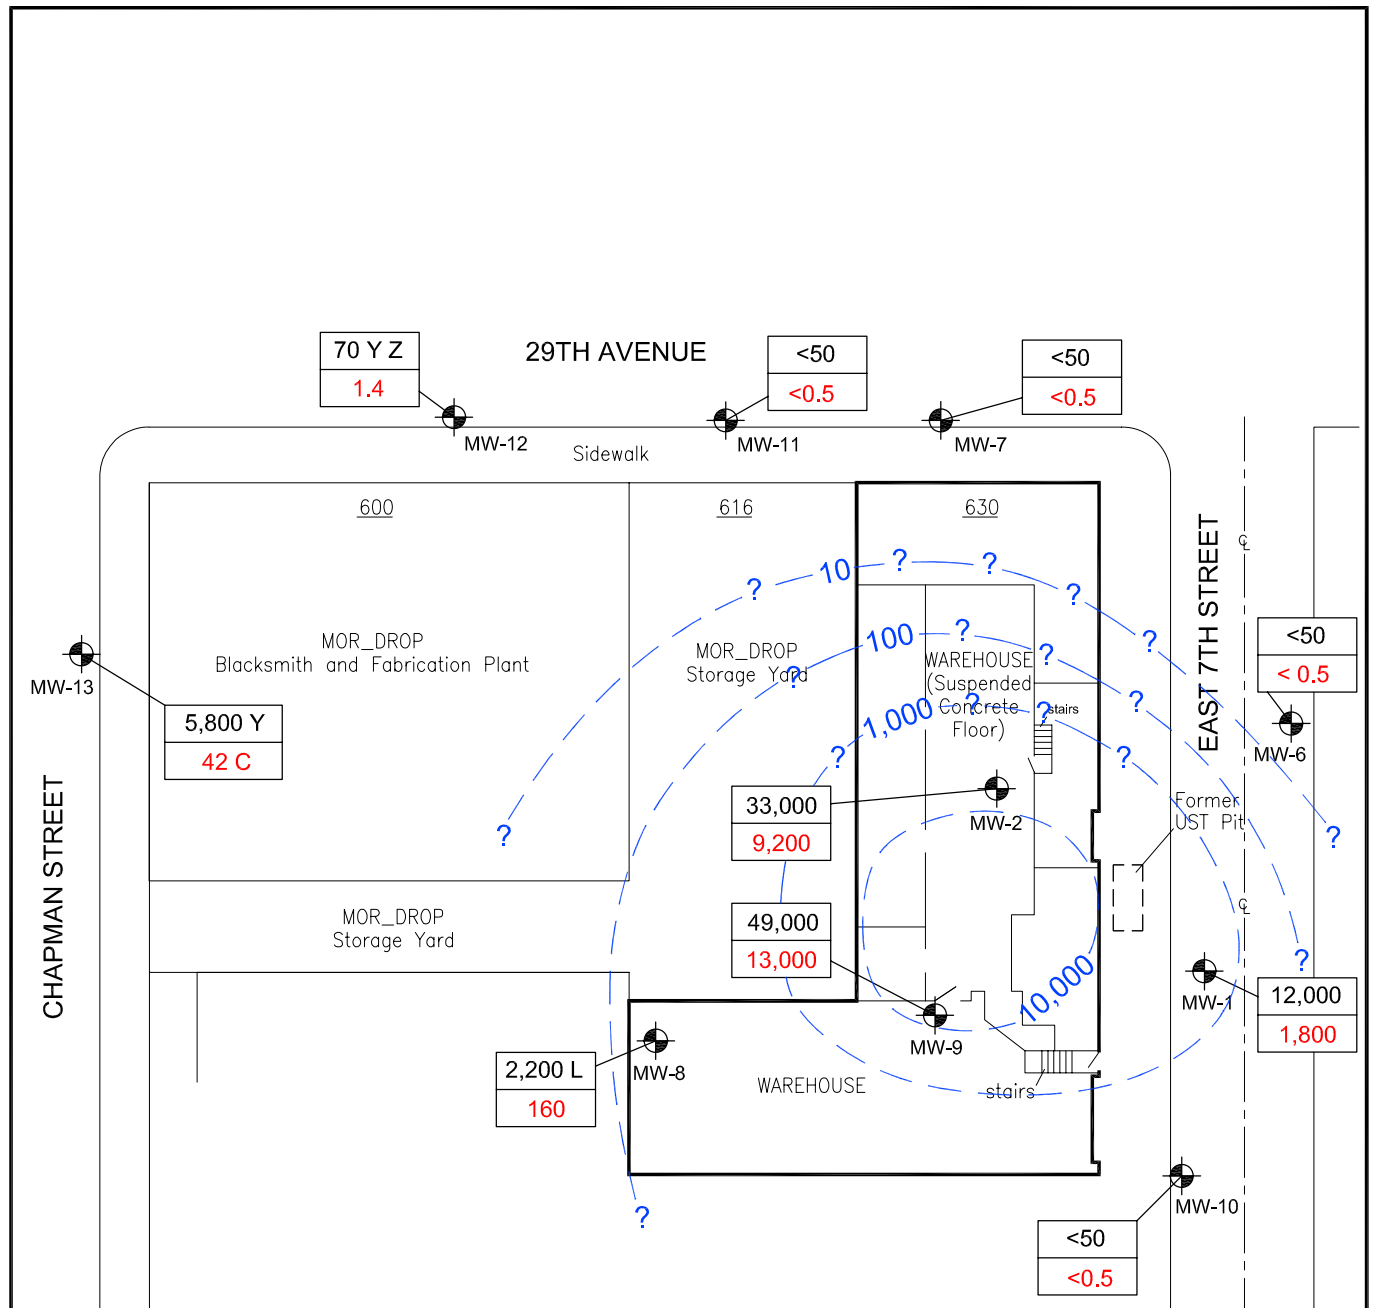 70 Y Z
1.4
29TH AVENUE
<50
<0.5
<50
<0.5
MW-12
MW-11
MW-7
Sidewalk
600
616
630
EAST 7TH STREET
℄
? 10 ? ?
?
100 ? ?
?
MOR_DROP
Blacksmith and Fabrication Plant
MOR_DROP
Storage Yard
?
WAREHOUSE
(Suspended
Concrete
Floor)
?
<50
< 0.5
MW-13
5,800 Y
42 C
1,000 ? ?
stairs
?
?
MW-6
CHAPMAN STREET
33,000
9,200
MW-2
Former
UST Pit
?
?
MOR_DROP
Storage Yard
49,000
13,000
10,000
℄
?
MW-1
12,000
1,800
MW-9
MW-8
2,200 L
160
WAREHOUSE
stairs
?
MW-10
<50
<0.5